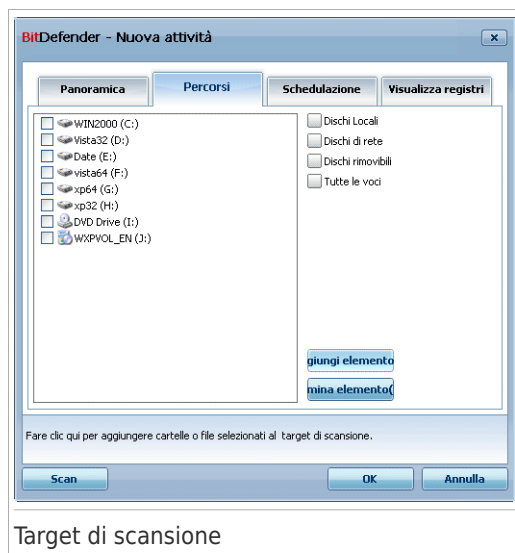 BitDefender - Nuova attività
Panoramica
Percorsi
Schedulazione
Visualizza registri
WIN2000 (C:)
Vista32 (D:)
Date (E:)
vista64 (F:)
xp64 (G:)
xp32 (H:)
DVD Drive (I:)
WXPVOL_EN (J:)
Dischi Locali
Dischi di rete
Dischi rimovibili
Tutte le voci
giungi elemento
mina elemento(
Fare clic qui per aggiungere cartelle o file selezionati al target di scansione.
Scan
OK
Annulla
Target di scansione